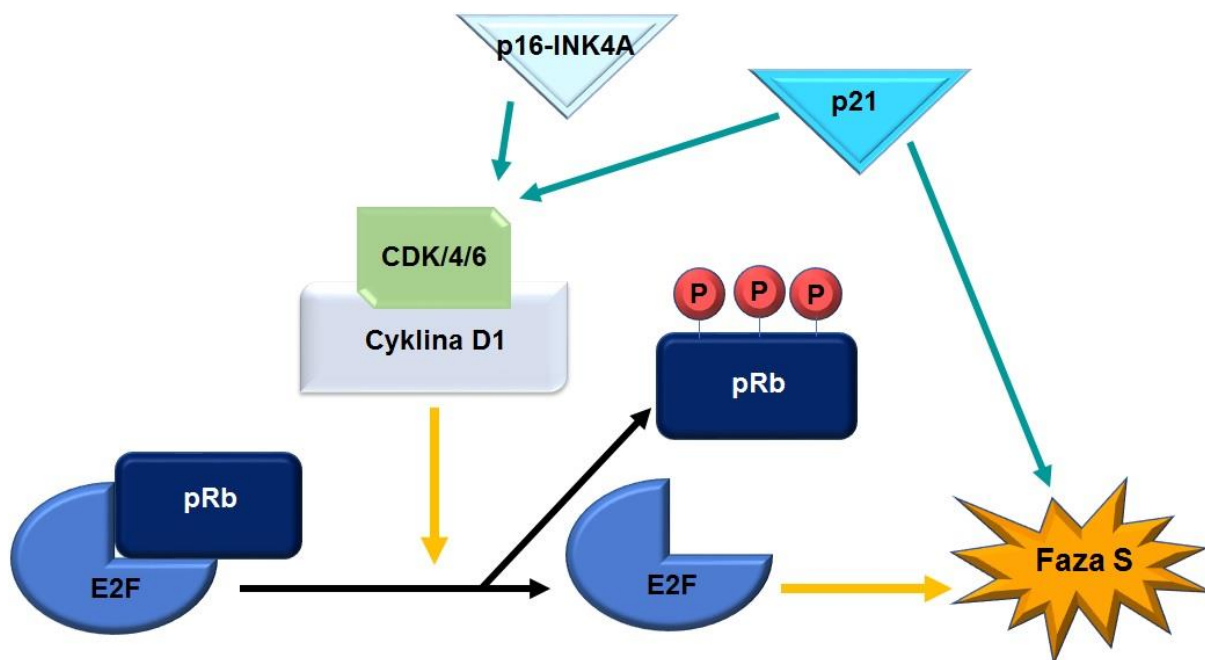 p16-INK4A
p21
CDK/4/6
Cyklina D1
P P P
pRb
pRb
E2F
E2F
Faza S